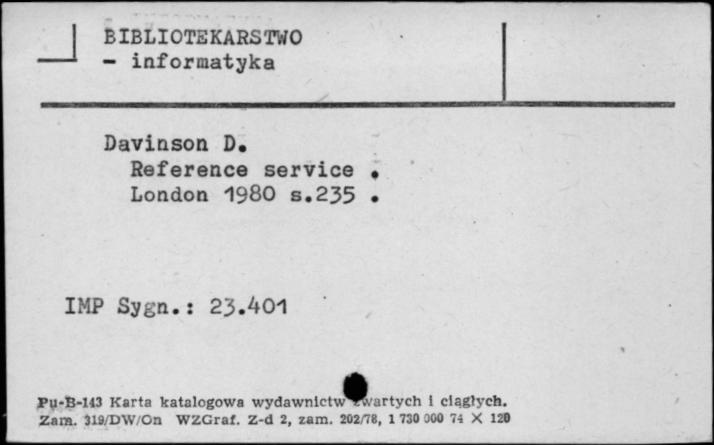 BIBLIOTEKARSTWO
- informatyka
Davinson D.
Reference service .
London 1980 s.235 .
IMP Sygn.: 23.401
Pu-B-143 Karta katalogowa wydawnictw zwartych i ciągłych.
Zam. 319/DW/On WZGraf. Z-d 2, zam. 202/78, 1 730 000 74 X 120